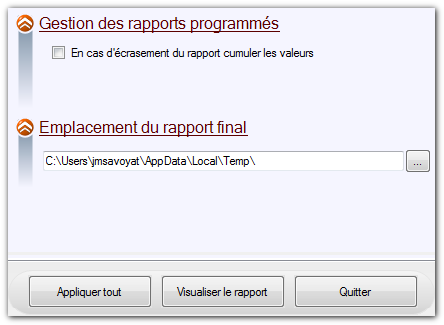 Gestion des rapports programmés
En cas d'écrasement du rapport cumuler les valeurs
Emplacement du rapport final
C:\Users\jmsavoyat\AppData\Local\Temp\
...
Appliquer tout
Visualiser le rapport
Quitter